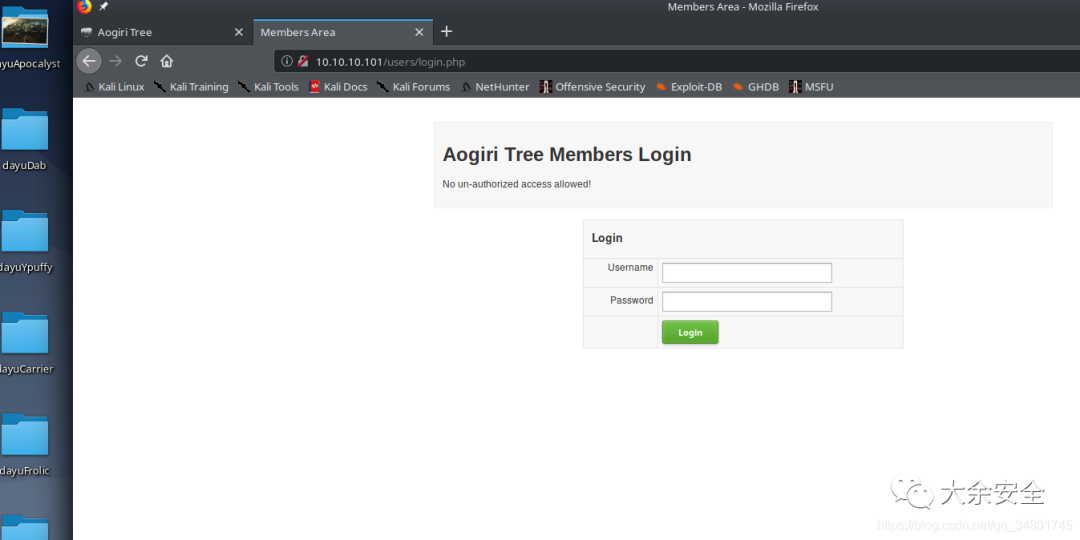 Members Area - Mozilla Firefox
Aogiri Tree
Members Area
10.10.10.101/users/login.php
Kali Linux Kali Training Kali Tools Kali Docs Kali Forums NetHunter Offensive Security Exploit-DB GHDB MSFU
ayuApocalyst
dayuDab
dayuYpuffy
dayuCarrier
dayuFrolic
Aogiri Tree Members Login
No un-authorized access allowed!
Login
Username
Password
Login
大余安全
https://blog.csdn.net/qq_34801745